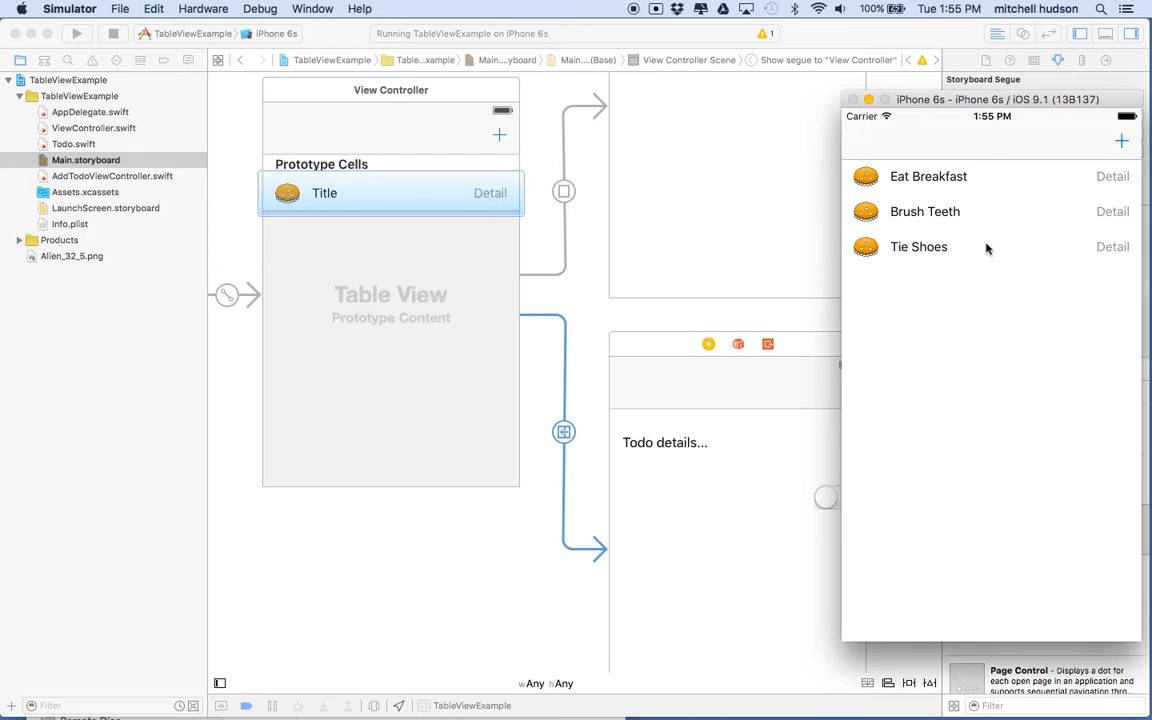 Simulator File Edit Hardware Debug Window Help 100% Tue 1:55 PM mitchell hudson
TableViewExample iPhone 6s Running TableViewExample on iPhone 6s 1
TableViewExample Table...xample Main....yboard Main....(Base) View Controller Scene Show segue to "View Controller"
TableViewExample
TableViewExample
AppDelegate.swift
ViewController.swift
Todo.swift
Main.storyboard
AddTodoViewController.swift
Assets.xcassets
LaunchScreen.storyboard
Info.plist
Products
Alien_32_5.png
Filter
View Controller
Prototype Cells
Title Detail
Table View
Prototype Content
Todo details...
wAny hAny
TableViewExample
Storyboard Segue
iPhone 6s - iPhone 6s / iOS 9.1 (13B137)
Carrier 1:55 PM
Eat Breakfast Detail
Brush Teeth Detail
Tie Shoes Detail
Page Control - Displays a dot for
each open page in an application and
supports sequential navigation thro...
Filter